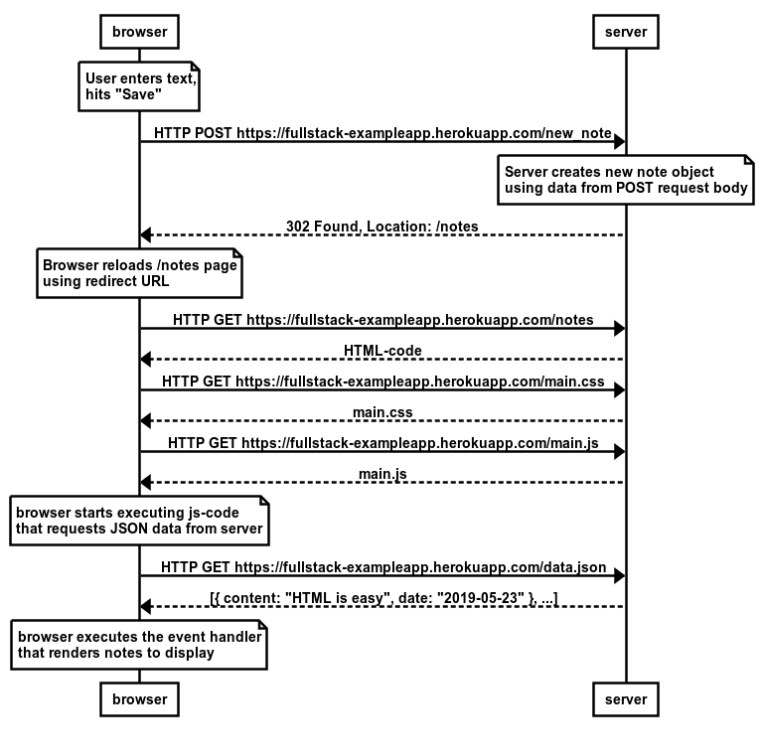 browser
server
User enters text,
hits "Save"
HTTP POST https://fullstack-exampleapp.herokuapp.com/new_note
Server creates new note object
using data from POST request body
302 Found, Location: /notes
Browser reloads /notes page
using redirect URL
HTTP GET https://fullstack-exampleapp.herokuapp.com/notes
HTML-code
HTTP GET https://fullstack-exampleapp.herokuapp.com/main.css
main.css
HTTP GET https://fullstack-exampleapp.herokuapp.com/main.js
main.js
browser starts executing js-code
that requests JSON data from server
HTTP GET https://fullstack-exampleapp.herokuapp.com/data.json
[{ content: "HTML is easy", date: "2019-05-23" }, ...]
browser executes the event handler
that renders notes to display
browser
server